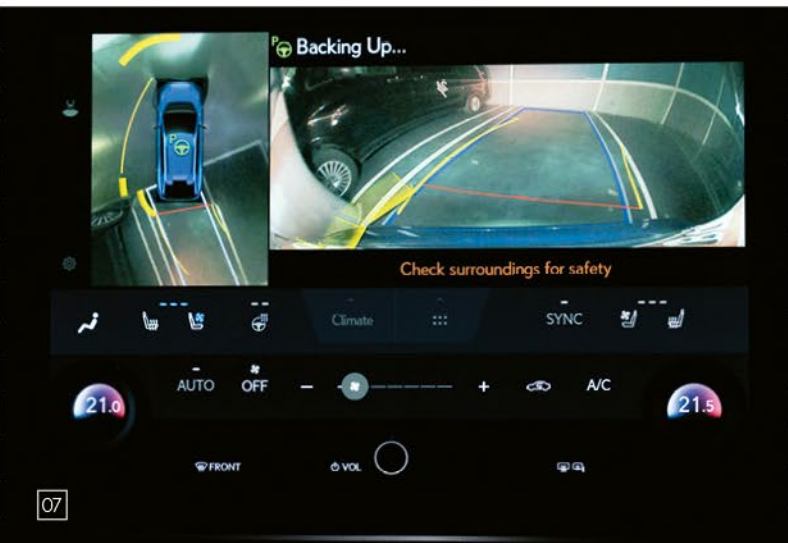 P Backing Up...
P
Check surroundings for safety
Climate
SYNC
AUTO
OFF
A/C
21.0
21.5
FRONT
VOL
07